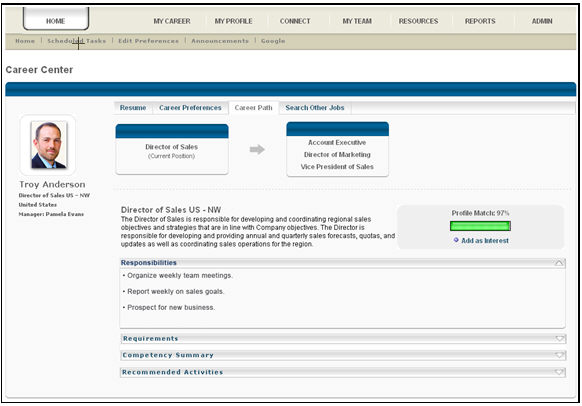 HOME MY CAREER MY PROFILE CONNECT MY TEAM RESOURCES REPORTS ADMIN
Home | Scheduled Tasks | Edit Preferences | Announcements | Google
Career Center
Resume Career Preferences Career Path Search Other Jobs
Director of Sales
(Current Position)
Account Executive
Director of Marketing
Vice President of Sales
Troy Anderson
Director of Sales US - NW
United States
Manager: Pamela Evans
Director of Sales US - NW
The Director of Sales is responsible for developing and coordinating regional sales
objectives and strategies that are in line with Company objectives. The Director is
responsible for developing and providing annual and quarterly sales forecasts, quotas, and
updates as well as coordinating sales operations for the region.
Profile Match: 97%
Add as Interest
Responsibilities
• Organize weekly team meetings.
• Report weekly on sales goals.
• Prospect for new business.
Requirements
Competency Summary
Recommended Activities